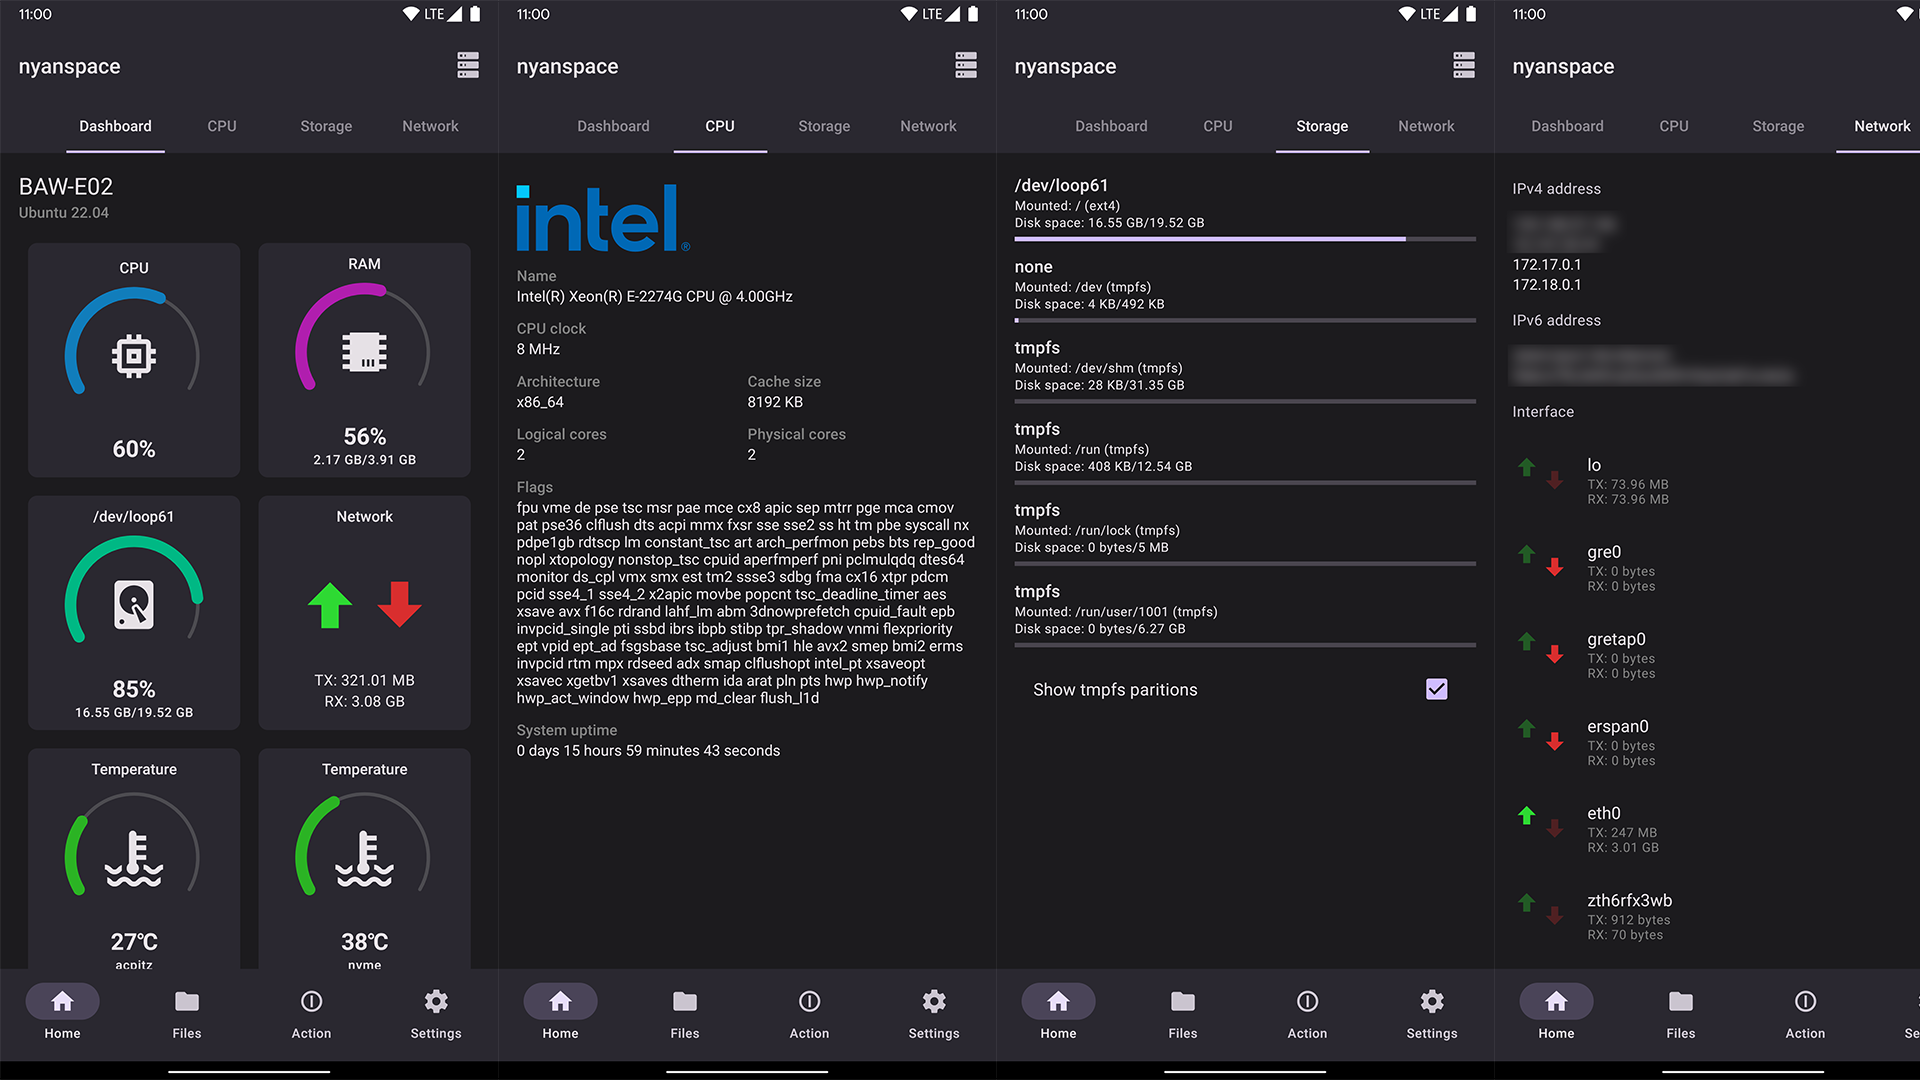 11:00
LTE
nyanspace
Dashboard
CPU
Storage
Network
BAW-E02
Ubuntu 22.04
CPU
60%
RAM
56%
2.17 GB/3.91 GB
/dev/loop61
85%
16.55 GB/19.52 GB
Network
TX: 321.01 MB
RX: 3.08 GB
Temperature
27°C
acpitz
Temperature
38°C
nvme
Home
Files
Action
Settings
11:00
LTE
nyanspace
Dashboard
CPU
Storage
Network
intel®
Name
Intel(R) Xeon(R) E-2274G CPU @ 4.00GHz
CPU clock
8 MHz
Architecture
x86_64
Cache size
8192 KB
Logical cores
2
Physical cores
2
Flags
fpu vme de pse tsc msr pae mce cx8 apic sep mtrr pge mca cmov
pat pse36 clflush dts acpi mmx fxsr sse sse2 ss ht tm pbe syscall nx
pdpe1gb rdtscp lm constant_tsc art arch_perfmon pebs bts rep_good
nopl xtopology nonstop_tsc cpuid aperfmperf pni pclmulqdq dtes64
monitor ds_cpl vmx smx est tm2 ssse3 sdbg fma cx16 xtpr pdcm
pcid sse4_1 sse4_2 x2apic movbe popcnt tsc_deadline_timer aes
xsave avx f16c rdrand lahf_lm abm 3dnowprefetch cpuid_fault epb
invpcid_single pti ssbd ibrs ibpb stibp tpr_shadow vnmi flexpriority
ept vpid ept_ad fsgsbase tsc_adjust bmi1 hle avx2 smep bmi2 erms
invpcid rtm mpx rdseed adx smap clflushopt intel_pt xsaveopt
xsavec xgetbv1 xsaves dtherm ida arat pln pts hwp hwp_notify
hwp_act_window hwp_epp md_clear flush_l1d
System uptime
0 days 15 hours 59 minutes 43 seconds
Home
Files
Action
Settings
11:00
LTE
nyanspace
Dashboard
CPU
Storage
Network
/dev/loop61
Mounted: / (ext4)
Disk space: 16.55 GB/19.52 GB
none
Mounted: /dev (tmpfs)
Disk space: 4 KB/492 KB
tmpfs
Mounted: /dev/shm (tmpfs)
Disk space: 28 KB/31.35 GB
tmpfs
Mounted: /run (tmpfs)
Disk space: 408 KB/12.54 GB
tmpfs
Mounted: /run/lock (tmpfs)
Disk space: 0 bytes/5 MB
tmpfs
Mounted: /run/user/1001 (tmpfs)
Disk space: 0 bytes/6.27 GB
Show tmpfs paritions
Home
Files
Action
Settings
11:00
nyanspace
Dashboard
CPU
Storage
Network
IPv4 address
172.17.0.1
172.18.0.1
IPv6 address
Interface
lo
TX: 73.96 MB
RX: 73.96 MB
gre0
TX: 0 bytes
RX: 0 bytes
gretap0
TX: 0 bytes
RX: 0 bytes
erspan0
TX: 0 bytes
RX: 0 bytes
eth0
TX: 247 MB
RX: 3.01 GB
zth6rfx3wb
TX: 912 bytes
RX: 70 bytes
Home
Files
Action
Se